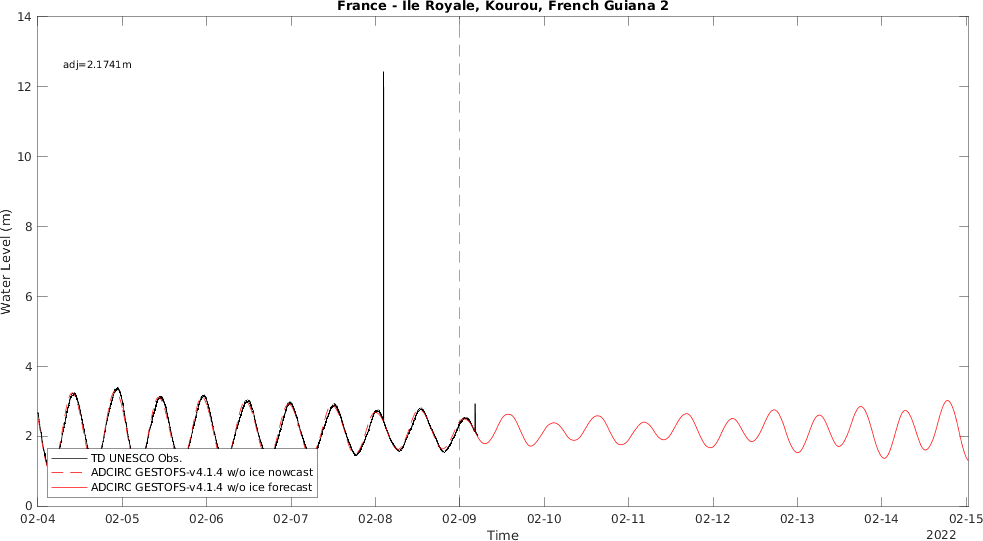 France - Ile Royale, Kourou, French Guiana 2
14
adj=2.1741m
12
10
8
6
4
2
0
Water Level (m)
TD UNESCO Obs.
ADCIRC GESTOFS-v4.1.4 w/o ice nowcast
ADCIRC GESTOFS-v4.1.4 w/o ice forecast
02-04 02-05 02-06 02-07 02-08 02-09 02-10 02-11 02-12 02-13 02-14 02-15
Time
2022